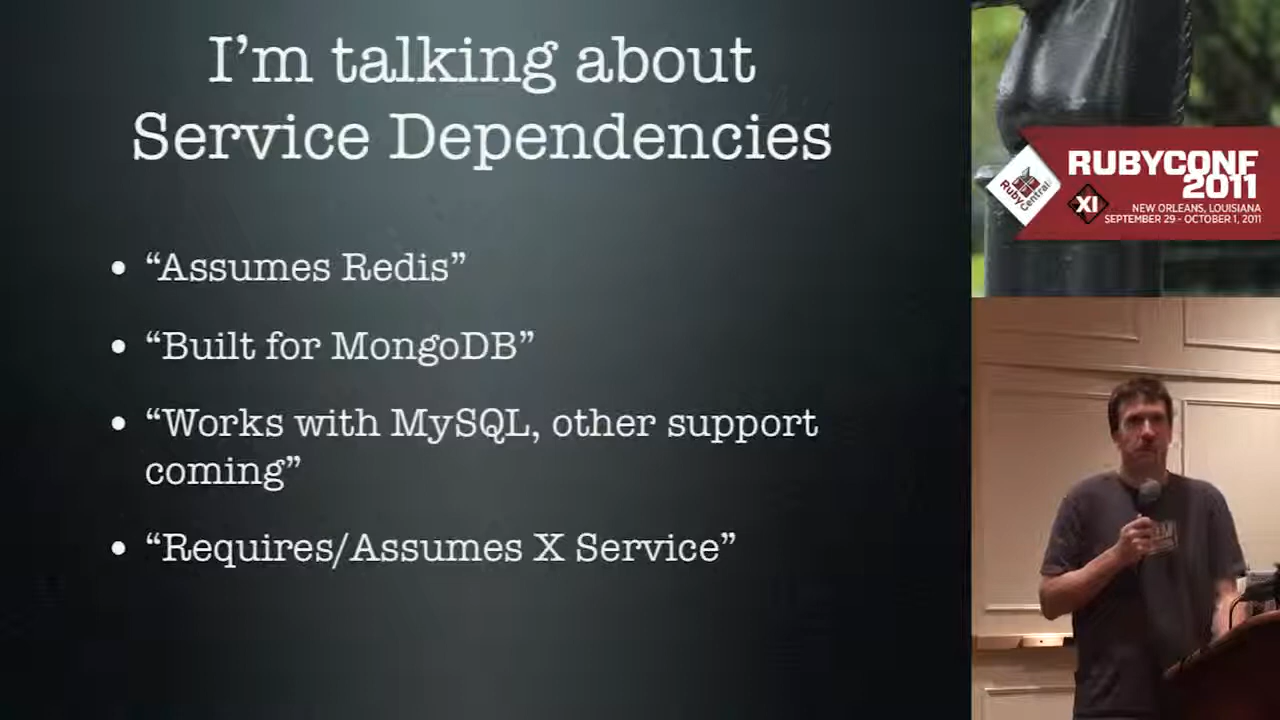 I'm talking about
Service Dependencies
• “Assumes Redis”
• “Built for MongoDB”
• “Works with MySQL, other support
coming”
• “Requires/Assumes X Service”
RUBYCONF
2011
RubyCentral
XI
NEW ORLEANS, LOUISIANA
SEPTEMBER 29 - OCTOBER 1, 2011